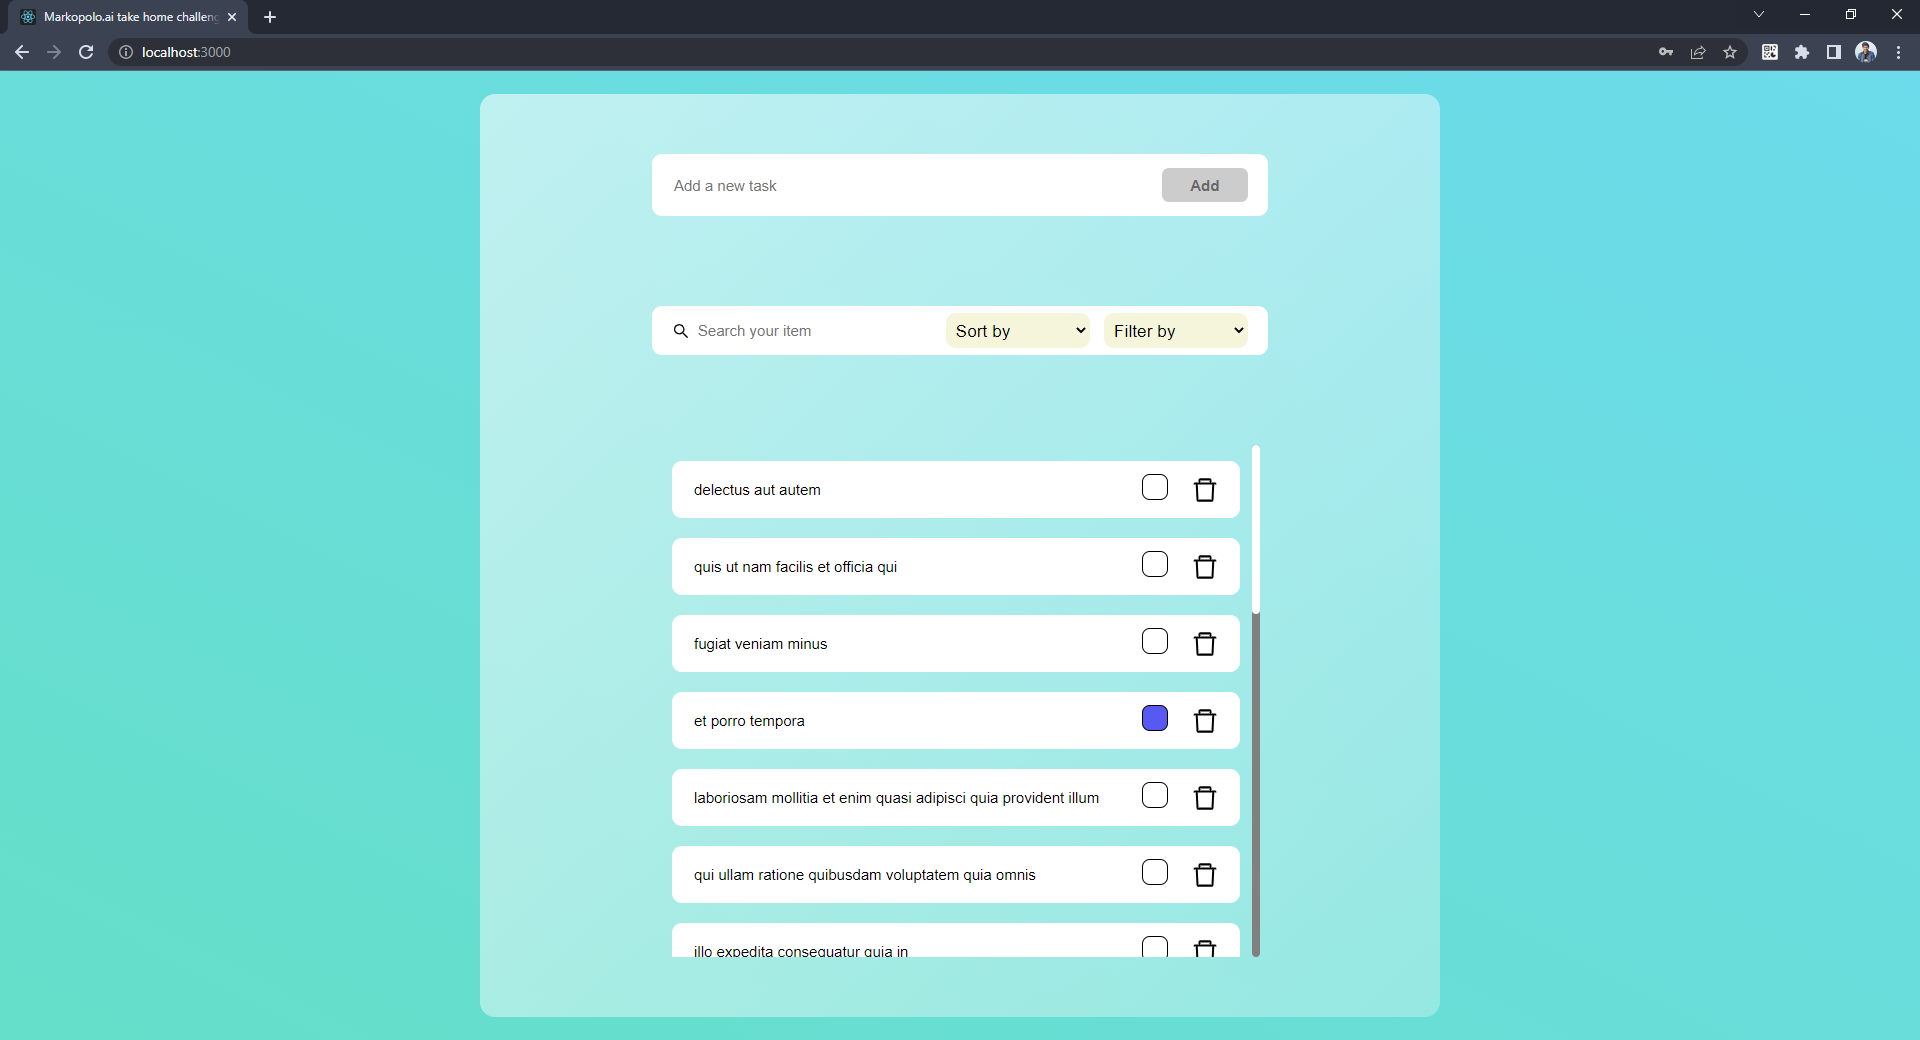 Markopolo.ai take home challeng
localhost:3000
Add a new task
Add
Search your item
Sort by
Filter by
delectus aut autem
quis ut nam facilis et officia qui
fugiat veniam minus
et porro tempora
laboriosam mollitia et enim quasi adipisci quia provident illum
qui ullam ratione quibusdam voluptatem quia omnis
illo expedita consequatur quia in